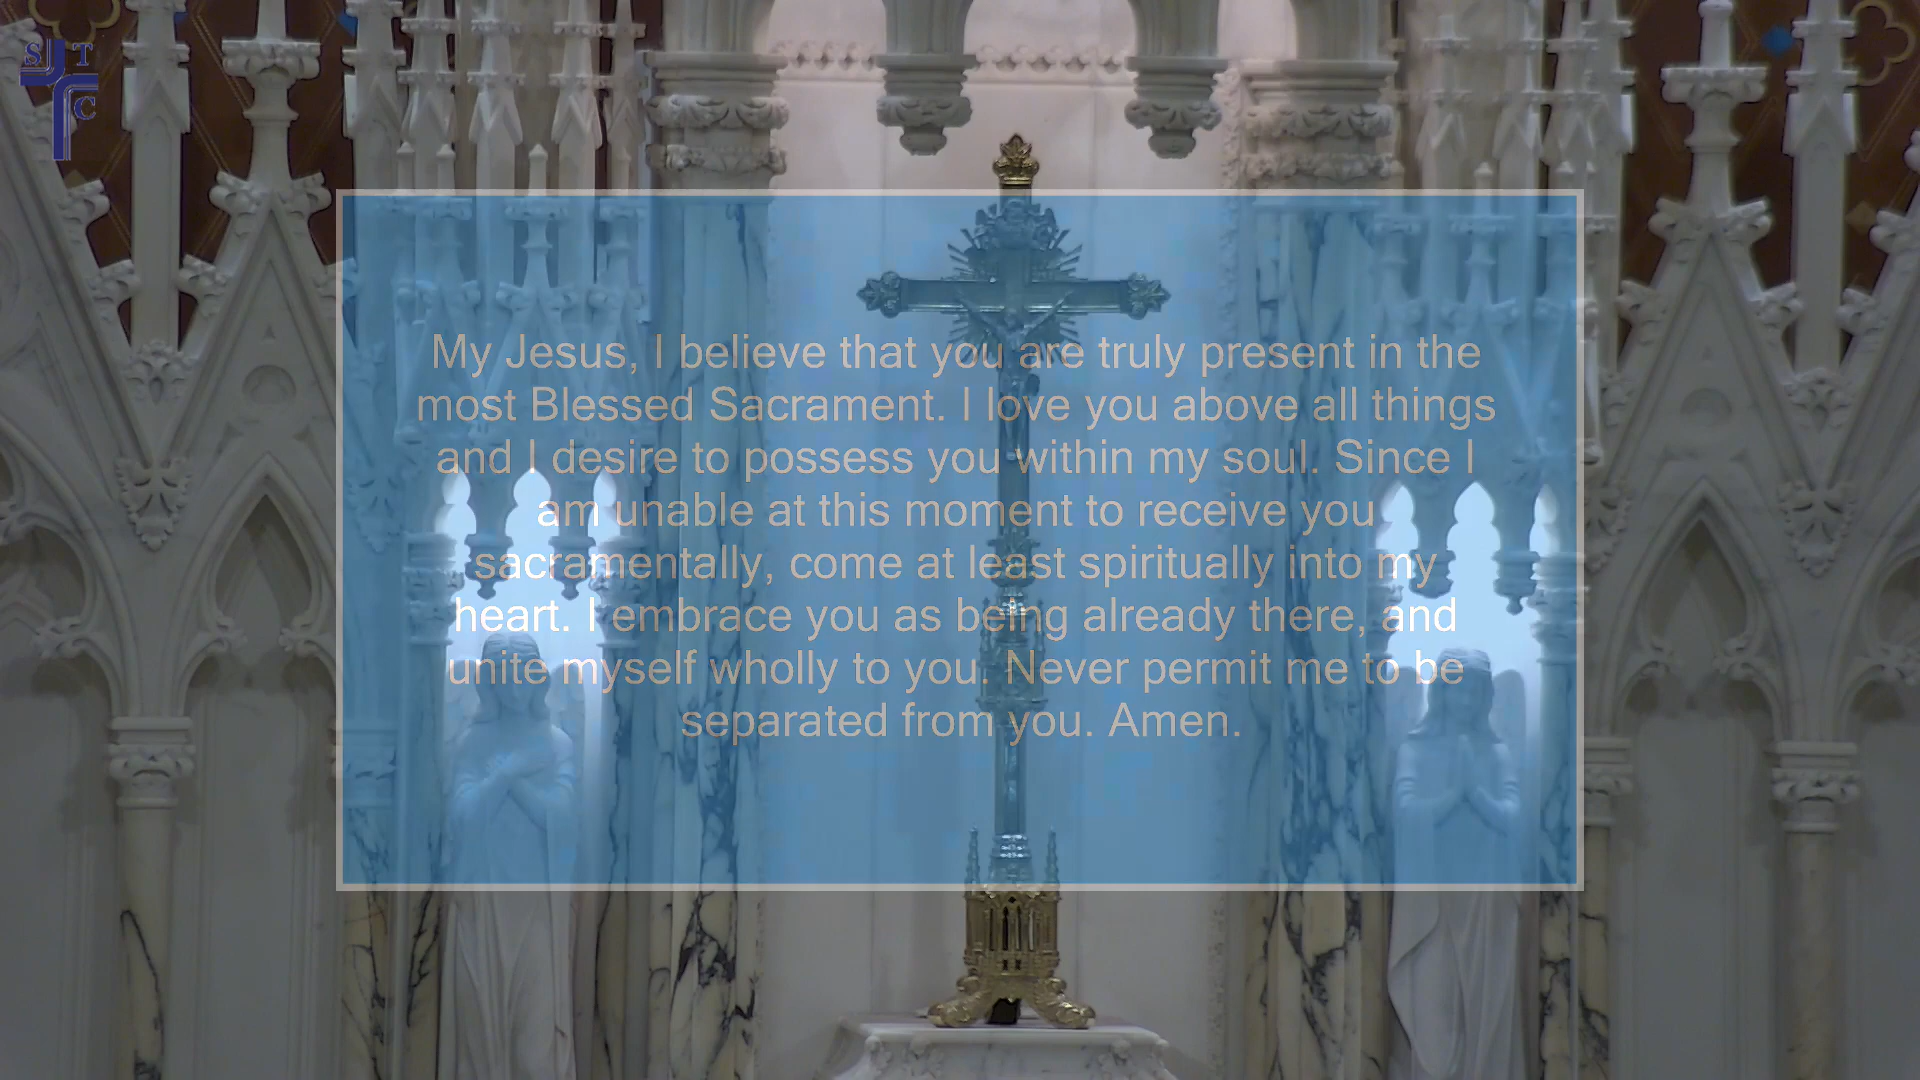 S T
C
My Jesus, I believe that you are truly present in the
most Blessed Sacrament. I love you above all things
and I desire to possess you within my soul. Since I
am unable at this moment to receive you
sacramentally, come at least spiritually into my
heart. I embrace you as being already there, and
unite myself wholly to you. Never permit me to be
separated from you. Amen.